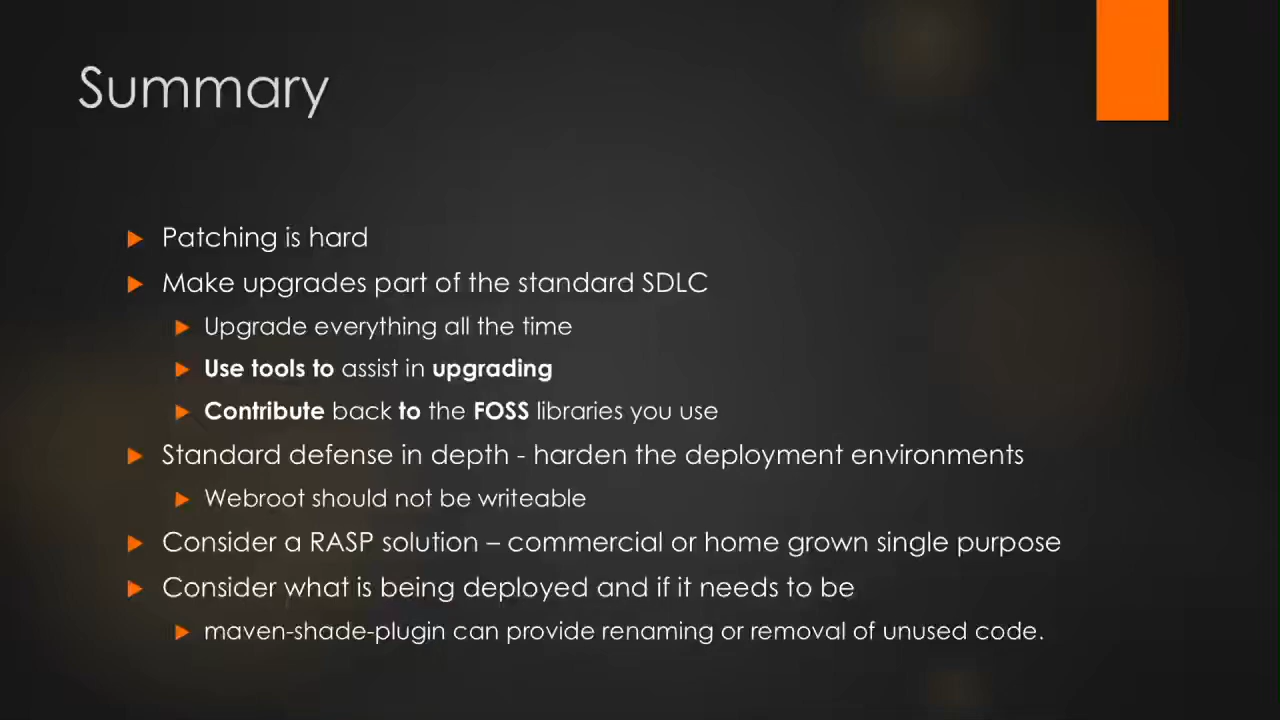 Summary
Patching is hard
Make upgrades part of the standard SDLC
Upgrade everything all the time
Use tools to assist in upgrading
Contribute back to the FOSS libraries you use
Standard defense in depth - harden the deployment environments
Webroot should not be writeable
Consider a RASP solution – commercial or home grown single purpose
Consider what is being deployed and if it needs to be
maven-shade-plugin can provide renaming or removal of unused code.